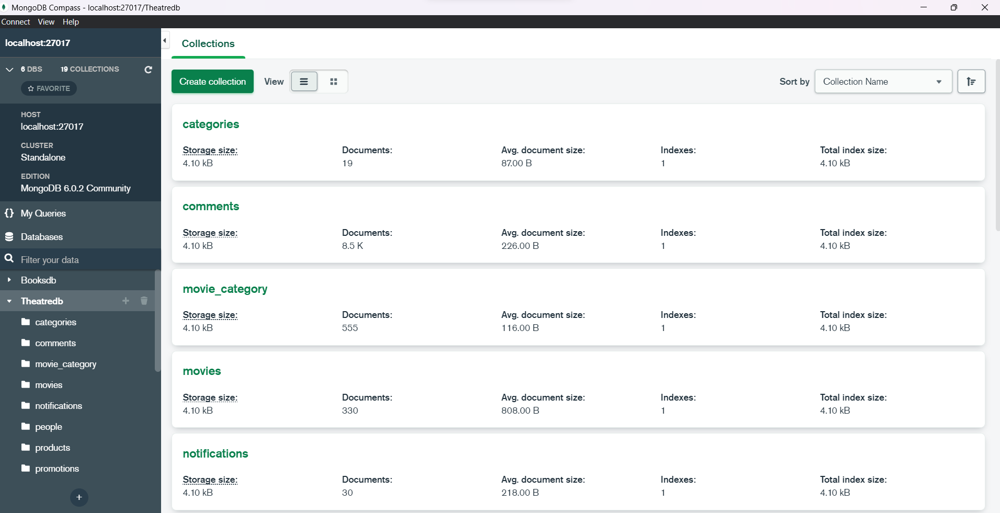 MongoDB Compass - localhost:27017/Theatredb
Connect View Help
localhost:27017
6 DBS 19 COLLECTIONS
FAVORITE
HOST
localhost:27017
CLUSTER
Standalone
EDITION
MongoDB 6.0.2 Community
{} My Queries
Databases
Filter your data
Booksdb
Theatredb
categories
comments
movie_category
movies
notifications
people
products
promotions
+
Collections
Create collection View Sort by Collection Name
categories
Storage size: Documents: Avg. document size: Indexes: Total index size:
4.10 kB 19 87.00 B 1 4.10 kB
comments
Storage size: Documents: Avg. document size: Indexes: Total index size:
4.10 kB 8.5 K 226.00 B 1 4.10 kB
movie_category
Storage size: Documents: Avg. document size: Indexes: Total index size:
4.10 kB 555 116.00 B 1 4.10 kB
movies
Storage size: Documents: Avg. document size: Indexes: Total index size:
4.10 kB 330 808.00 B 1 4.10 kB
notifications
Storage size: Documents: Avg. document size: Indexes: Total index size:
4.10 kB 30 218.00 B 1 4.10 kB